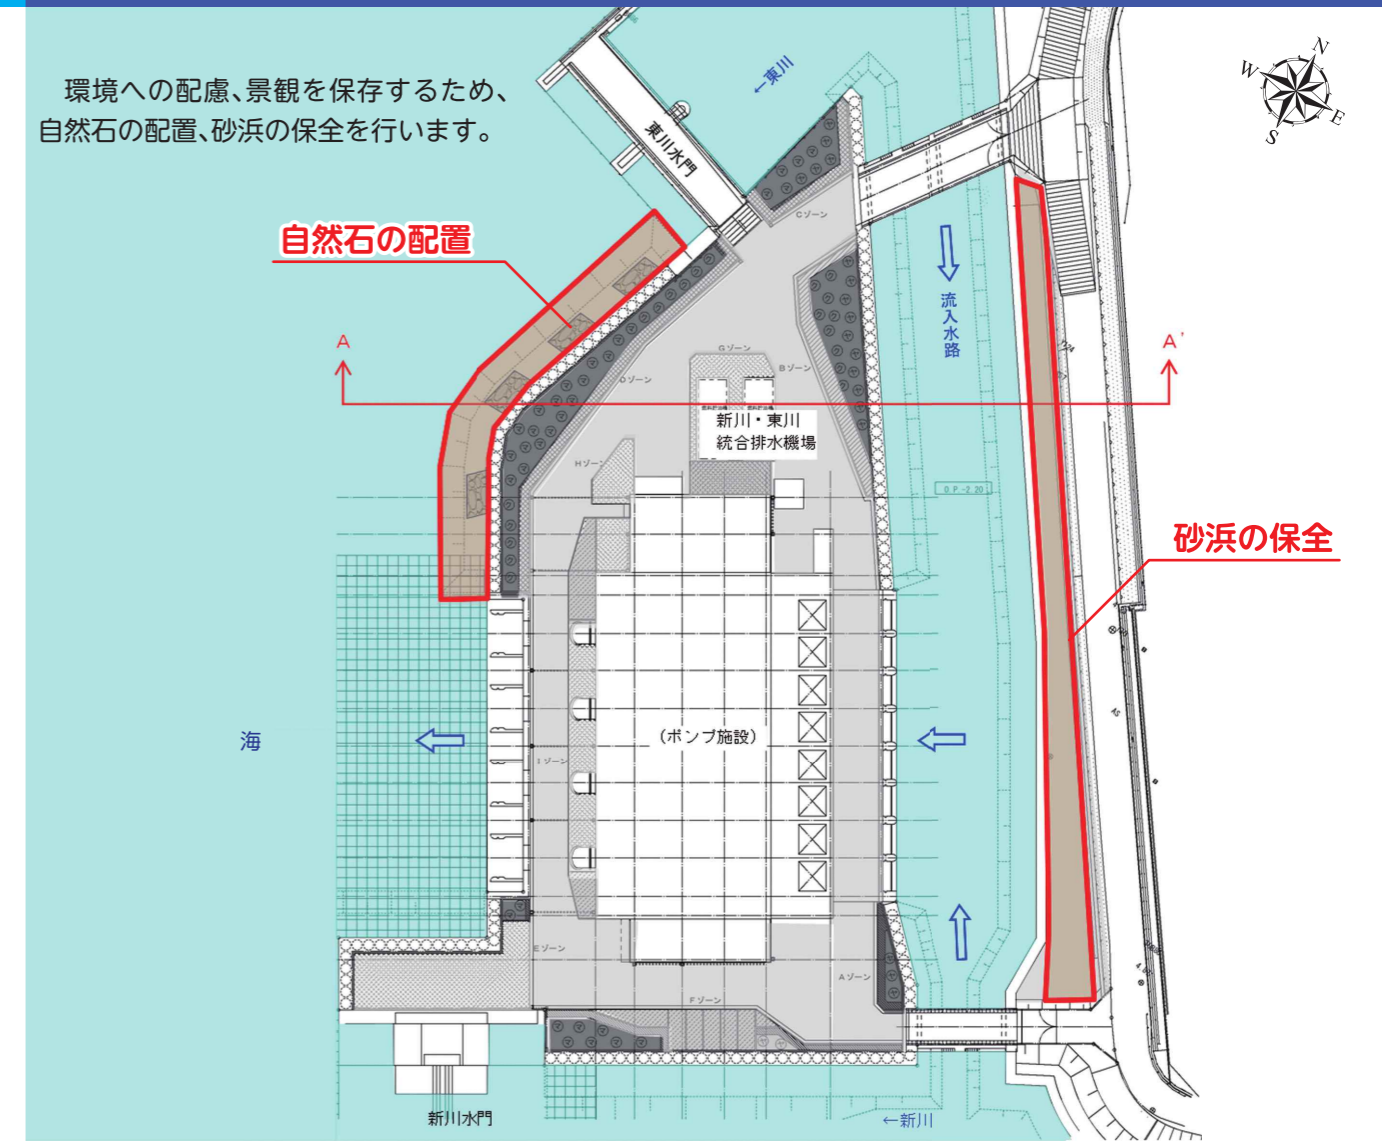 環境への配慮、景観を保存するため、
自然石の配置、砂浜の保全を行います。
N
W
E
S
←東川
東川水門
Cゾーン
自然石の配置
流入水路
A
A'
Gゾーン
Bゾーン
Dゾーン
新川・東川
統合排水機場
Hゾーン
O.P.-2.20
砂浜の保全
海
(ポンプ施設)
Iゾーン
AS
Eゾーン
Aゾーン
Fゾーン
新川水門
←新川